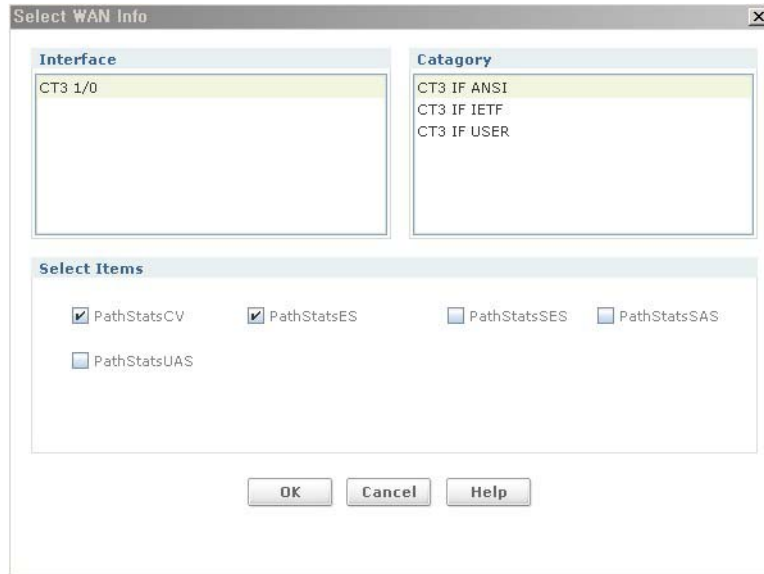 Select WAN Info
Interface
Catagory
CT3 1/0
CT3 IF ANSI
CT3 IF IETF
CT3 IF USER
Select Items
PathStatsCV
PathStatsES
PathStatsSES
PathStatsSAS
PathStatsUAS
OK
Cancel
Help